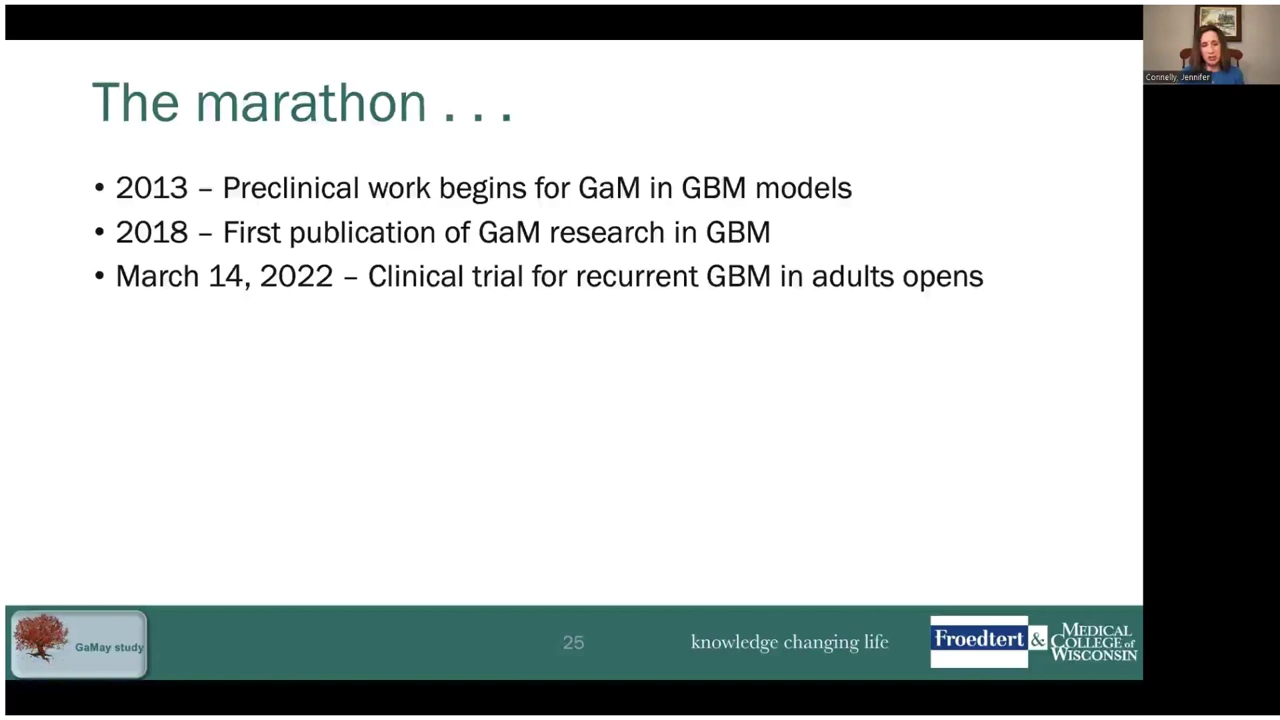 The marathon . . .
• 2013 – Preclinical work begins for GaM in GBM models
• 2018 – First publication of GaM research in GBM
• March 14, 2022 – Clinical trial for recurrent GBM in adults opens
Connelly, Jennifer
GaMay study
25
knowledge changing life
Froedtert &
MEDICAL
COLLEGE of
WISCONSIN